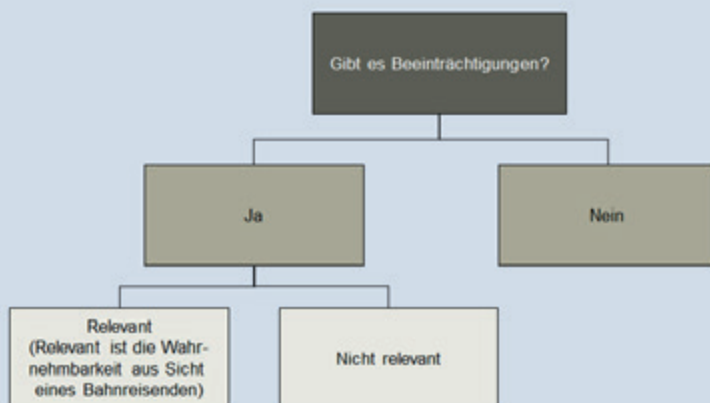 Gibt es Beeinträchtigungen?
Ja
Nein
Relevant
(Relevant ist die Wahr-
nehmbarkeit aus Sicht
eines Bahnreisenden)
Nicht relevant